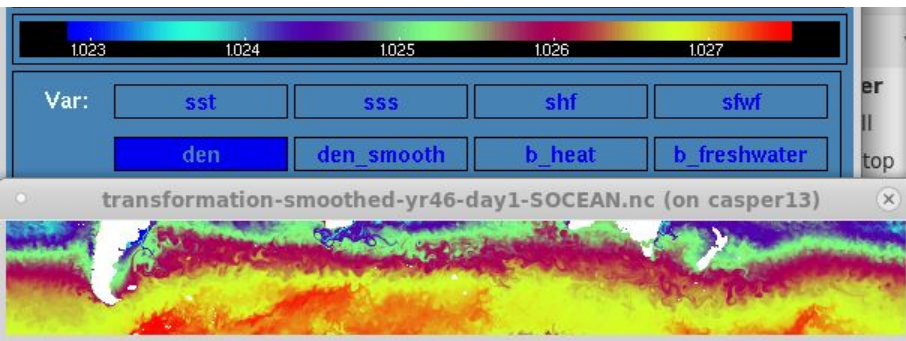 1.023 1.024 1.025 1.026 1.027
Var: sst sss shf sfwf
den den_smooth b_heat b_freshwater
er
ll
top
transformation-smoothed-yr46-day1-SOCEAN.nc (on casper13)